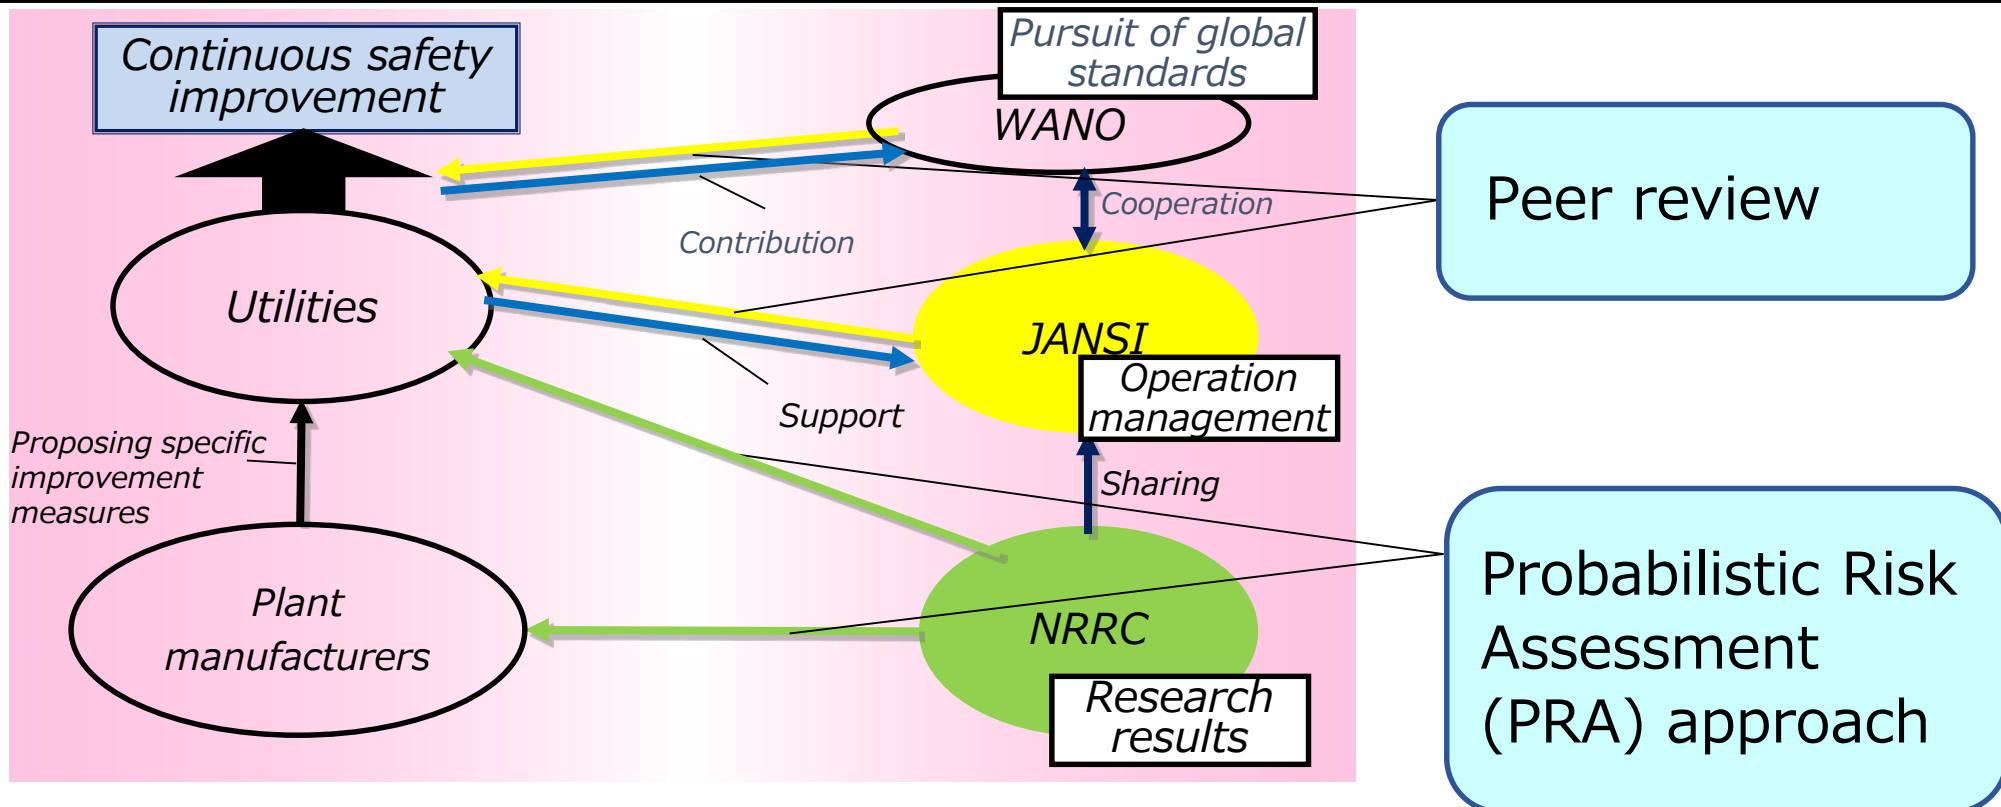 Continuous safety
improvement
Pursuit of global
standards
WANO
Peer review
Cooperation
Contribution
Utilities
JANSI
Operation
management
Support
Proposing specific
improvement
measures
Sharing
Plant
manufacturers
NRRC
Research
results
Probabilistic Risk
Assessment
(PRA) approach